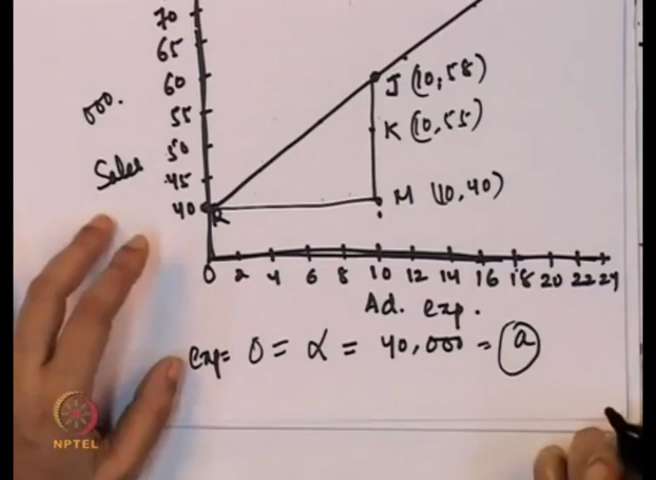 70
65
60
55
50
45
40
000.
Sales
J (10,58)
K (10,55)
M (10,40)
R
0 2 4 6 8 10 12 14 16 18 20 22 24
Ad. exp.
exp= 0 = α = 40,000 = a
NPTEL